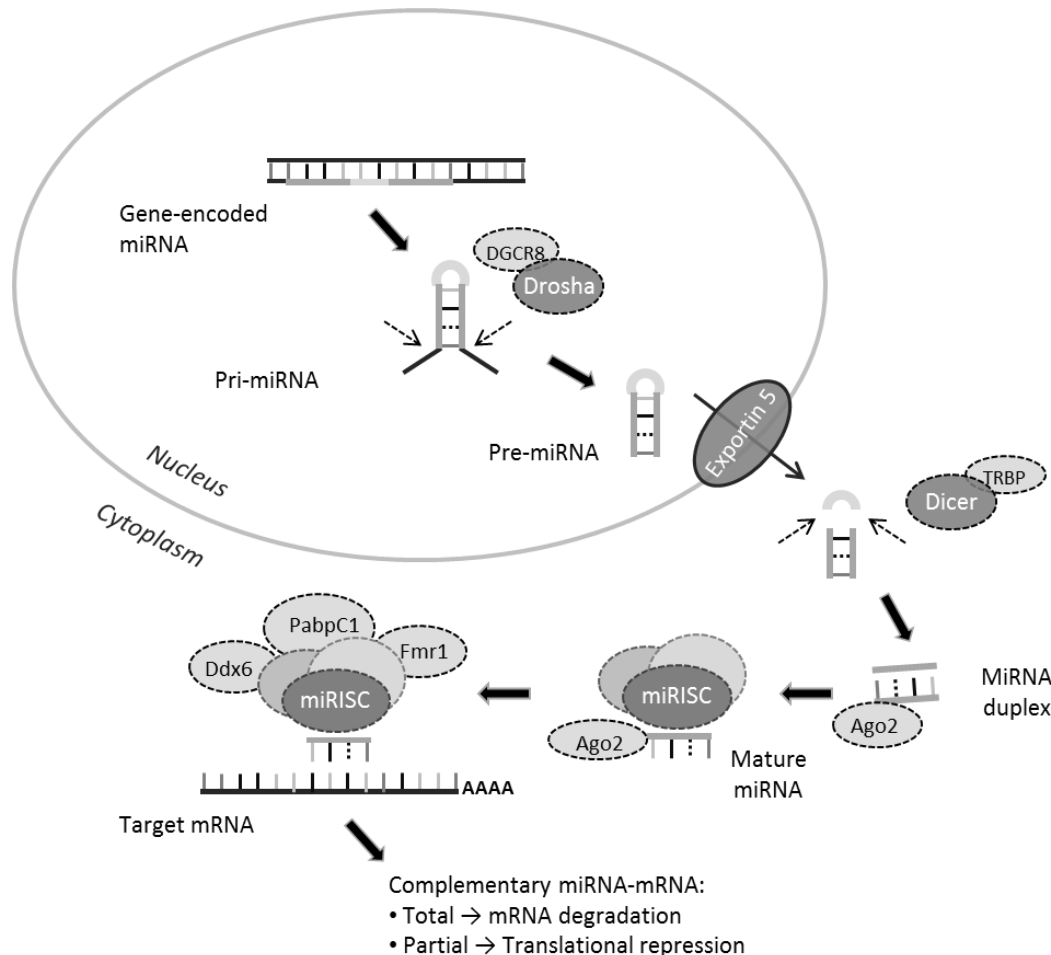 Gene-encoded
miRNA
DGCR8
Drosha
Pri-miRNA
Pre-miRNA
Exportin 5
Nucleus
Cytoplasm
TRBP
Dicer
MiRNA
duplex
Ago2
miRISC
Ago2
Mature
miRNA
PabpC1
Ddx6
Fmr1
miRISC
AAAA
Target mRNA
Complementary miRNA-mRNA:
• Total → mRNA degradation
• Partial → Translational repression